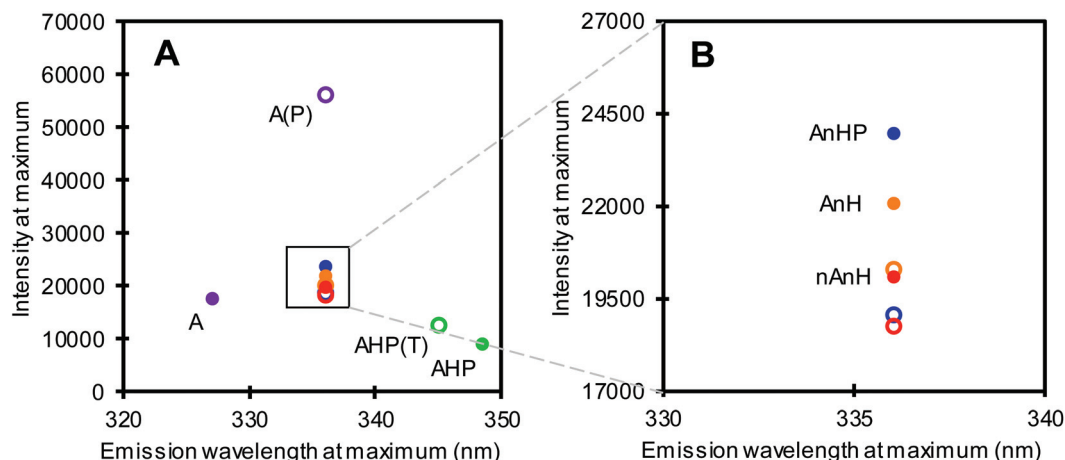 A
Intensity at maximum
70000
60000
50000
40000
30000
20000
10000
0
A(P)
A
AHP(T)
AHP
320
330
340
350
Emission wavelength at maximum (nm)
B
Intensity at maximum
27000
24500
22000
19500
17000
AnHP
AnH
nAnH
330
335
340
Emission wavelength at maximum (nm)